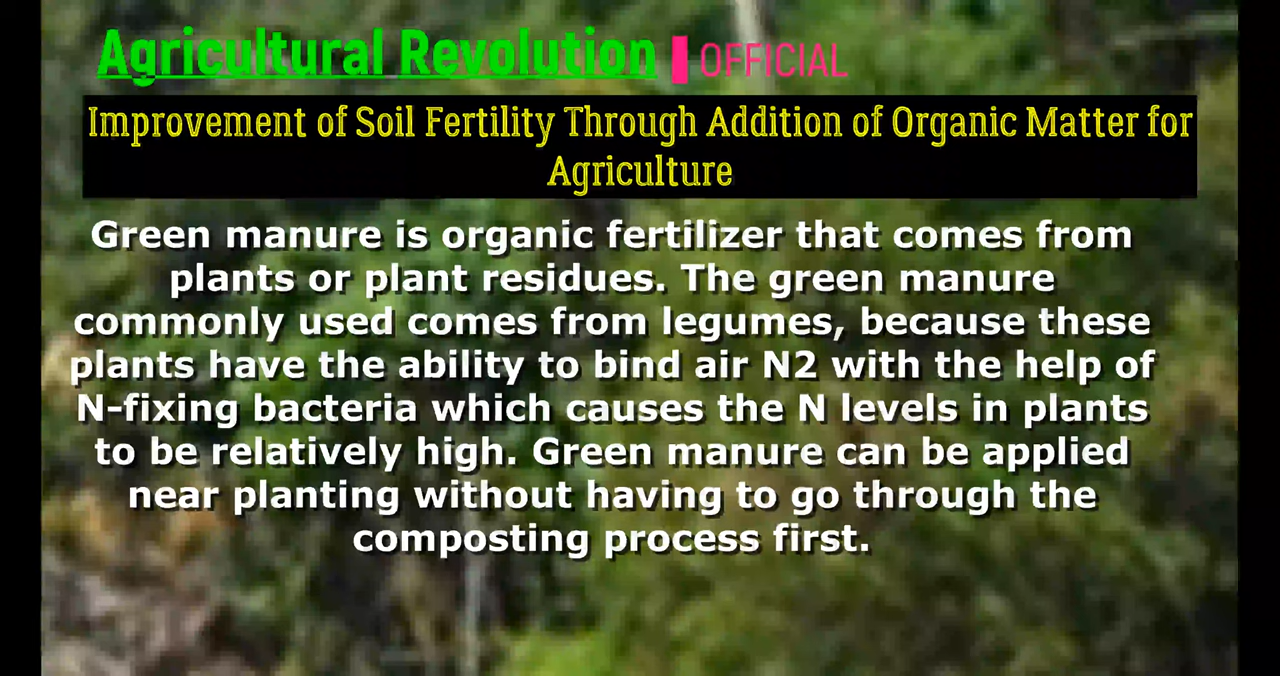 Agricultural Revolution OFFICIAL
Improvement of Soil Fertility Through Addition of Organic Matter for
Agriculture
Green manure is organic fertilizer that comes from
plants or plant residues. The green manure
commonly used comes from legumes, because these
plants have the ability to bind air N2 with the help of
N-fixing bacteria which causes the N levels in plants
to be relatively high. Green manure can be applied
near planting without having to go through the
composting process first.